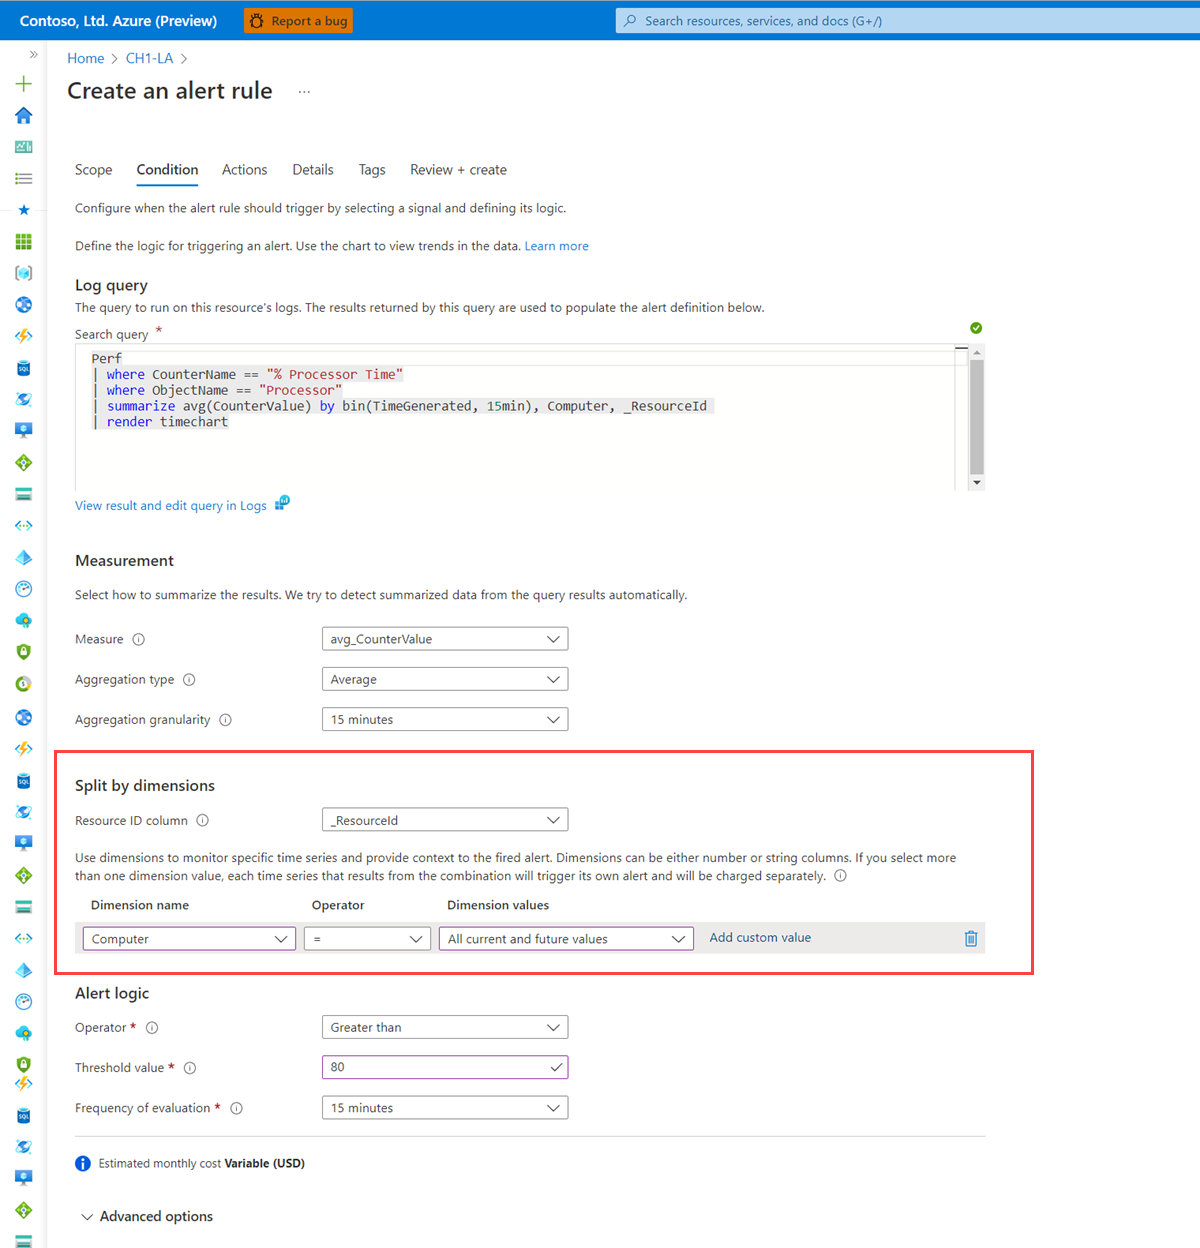 Contoso, Ltd. Azure (Preview)
Report a bug
Search resources, services, and docs (G+/)
Home > CH1-LA >
Create an alert rule ...
Scope Condition Actions Details Tags Review + create
Configure when the alert rule should trigger by selecting a signal and defining its logic.
Define the logic for triggering an alert. Use the chart to view trends in the data. Learn more
Log query
The query to run on this resource's logs. The results returned by this query are used to populate the alert definition below.
Search query *
Perf
| where CounterName == "% Processor Time"
| where ObjectName == "Processor"
| summarize avg(CounterValue) by bin(TimeGenerated, 15min), Computer, _ResourceId
| render timechart
View result and edit query in Logs
Measurement
Select how to summarize the results. We try to detect summarized data from the query results automatically.
Measure avg_CounterValue
Aggregation type Average
Aggregation granularity 15 minutes
Split by dimensions
Resource ID column _ResourceId
Use dimensions to monitor specific time series and provide context to the fired alert. Dimensions can be either number or string columns. If you select more
than one dimension value, each time series that results from the combination will trigger its own alert and will be charged separately.
Dimension name Operator Dimension values
Computer = All current and future values Add custom value
Alert logic
Operator * Greater than
Threshold value * 80
Frequency of evaluation * 15 minutes
Estimated monthly cost Variable (USD)
Advanced options